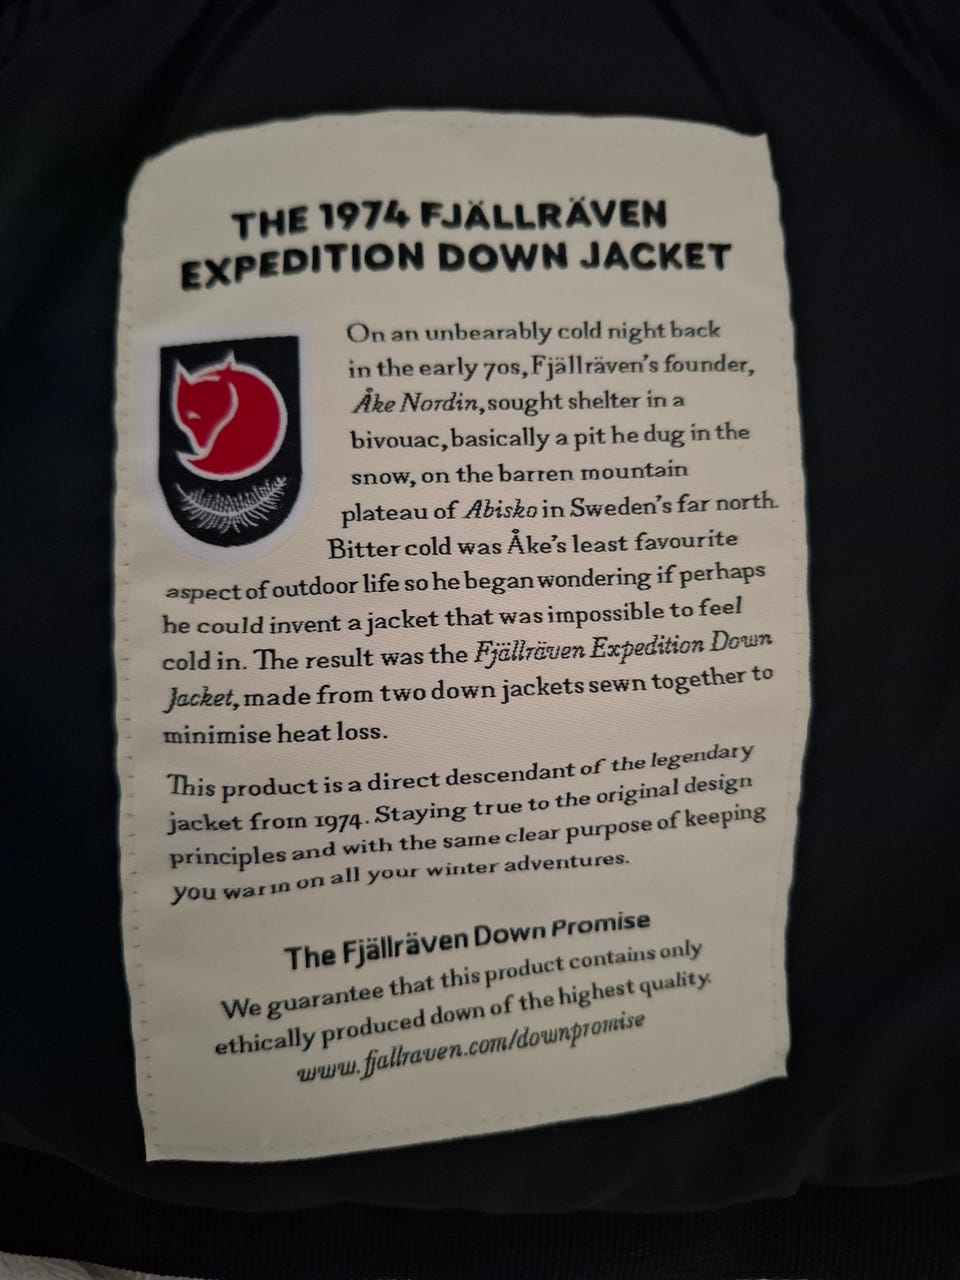 THE 1974 FJÄLLRÄVEN
EXPEDITION DOWN JACKET
On an unbearably cold night back
in the early 70s, Fjällräven's founder,
Åke Nordin, sought shelter in a
bivouac, basically a pit he dug in the
snow, on the barren mountain
plateau of Abisko in Sweden's far north.
Bitter cold was Åke's least favourite
aspect of outdoor life so he began wondering if perhaps
he could invent a jacket that was impossible to feel
cold in. The result was the Fjällräven Expedition Down
Jacket, made from two down jackets sewn together to
minimise heat loss.
This product is a direct descendant of the legendary
jacket from 1974. Staying true to the original design
principles and with the same clear purpose of keeping
you warm on all your winter adventures.
The Fjällräven Down Promise
We guarantee that this product contains only
ethically produced down of the highest quality.
www.fjallraven.com/downpromise